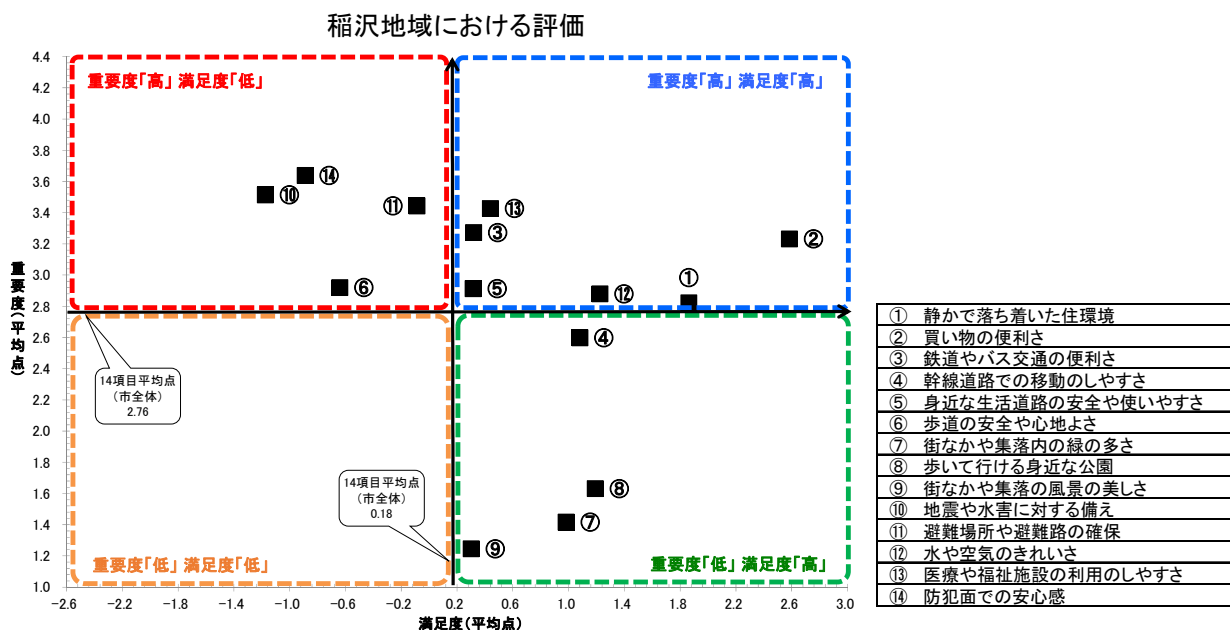 稲沢地域における評価
重要度「高」 満足度「低」
重要度「高」 満足度「高」
重要度「低」 満足度「低」
重要度「低」 満足度「高」
重要度(平均点)
4.4
4.2
4.0
3.8
3.6
3.4
3.2
3.0
2.8
2.6
2.4
2.2
2.0
1.8
1.6
1.4
1.2
1.0
⑭
⑩
⑪
⑬
③
②
⑥
⑤
⑫
①
④
⑧
⑦
⑨
14項目平均点
(市全体)
2.76
14項目平均点
(市全体)
0.18
−2.6
−2.2
−1.8
−1.4
−1.0
−0.6
−0.2
0.2
0.6
1.0
1.4
1.8
2.2
2.6
3.0
満足度(平均点)
① 静かで落ち着いた住環境
② 買い物の便利さ
③ 鉄道やバス交通の便利さ
④ 幹線道路での移動のしやすさ
⑤ 身近な生活道路の安全や使いやすさ
⑥ 歩道の安全や心地よさ
⑦ 街なかや集落内の緑の多さ
⑧ 歩いて行ける身近な公園
⑨ 街なかや集落の風景の美しさ
⑩ 地震や水害に対する備え
⑪ 避難場所や避難路の確保
⑫ 水や空気のきれいさ
⑬ 医療や福祉施設の利用のしやすさ
⑭ 防犯面での安心感